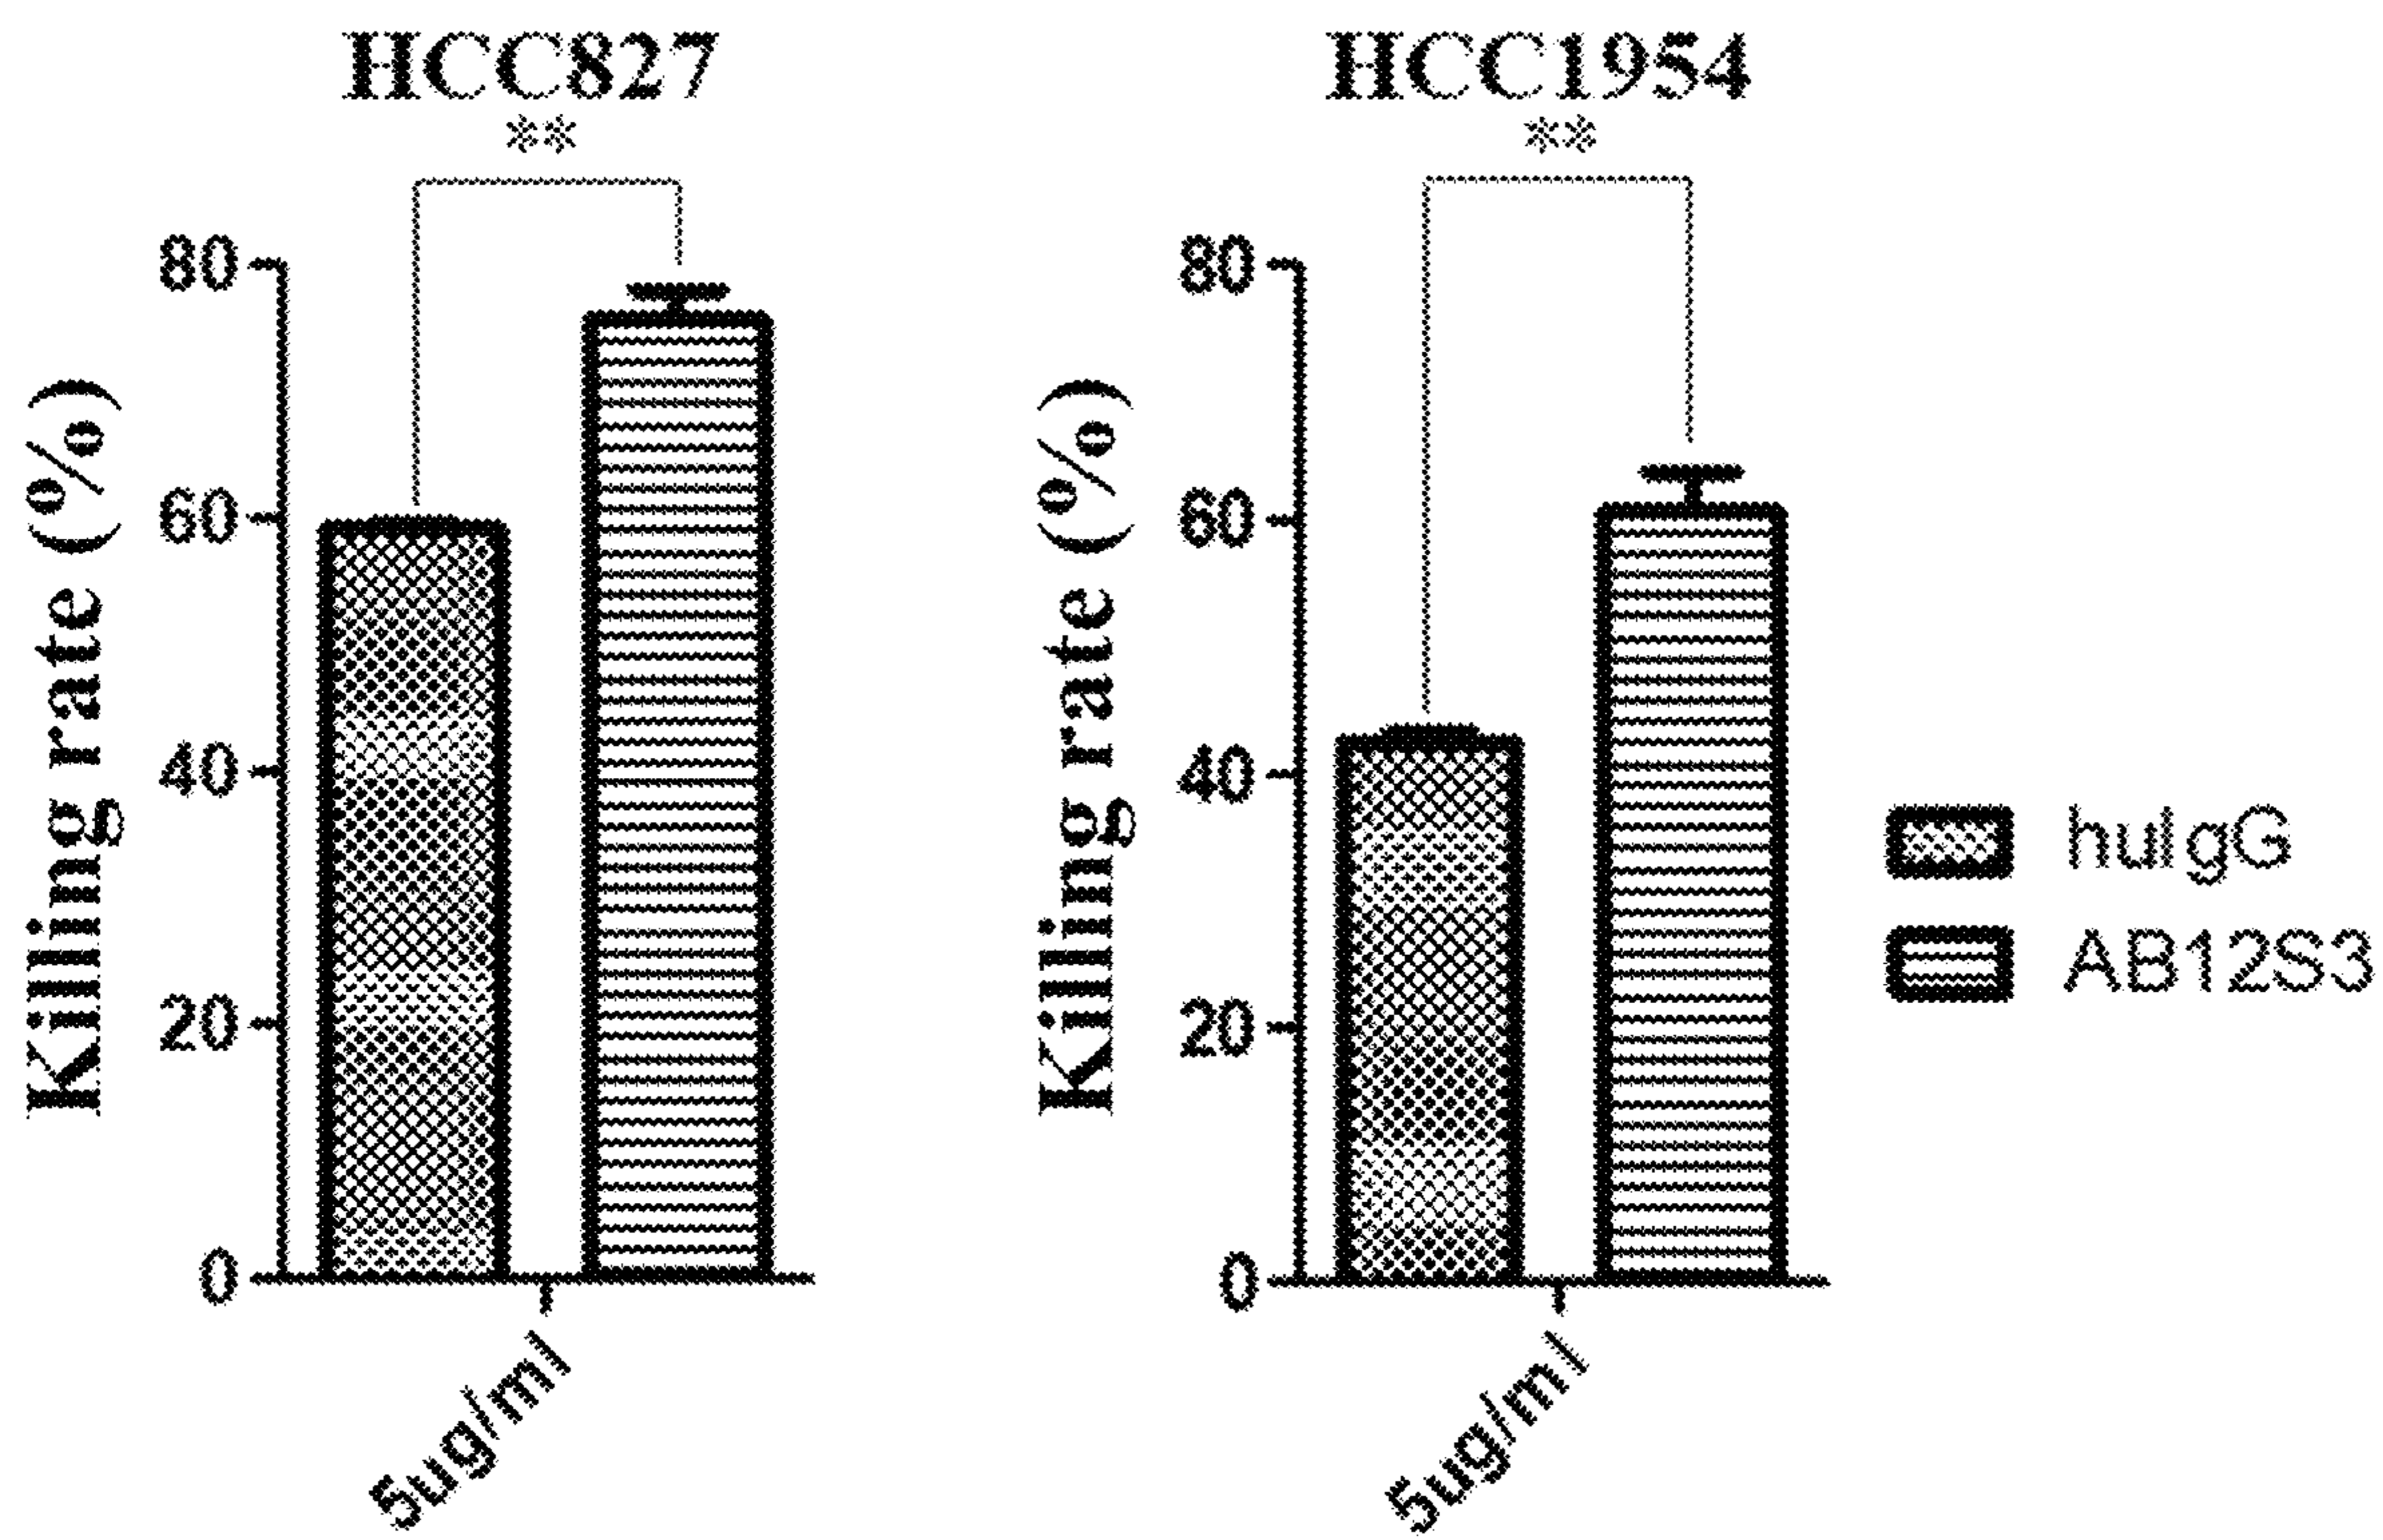 HCC827
**
Killing rate (%)
80
60
40
20
0
5ug/ml
HCC1954
**
Killing rate (%)
80
60
40
20
0
5ug/ml
huIgG
AB12S3